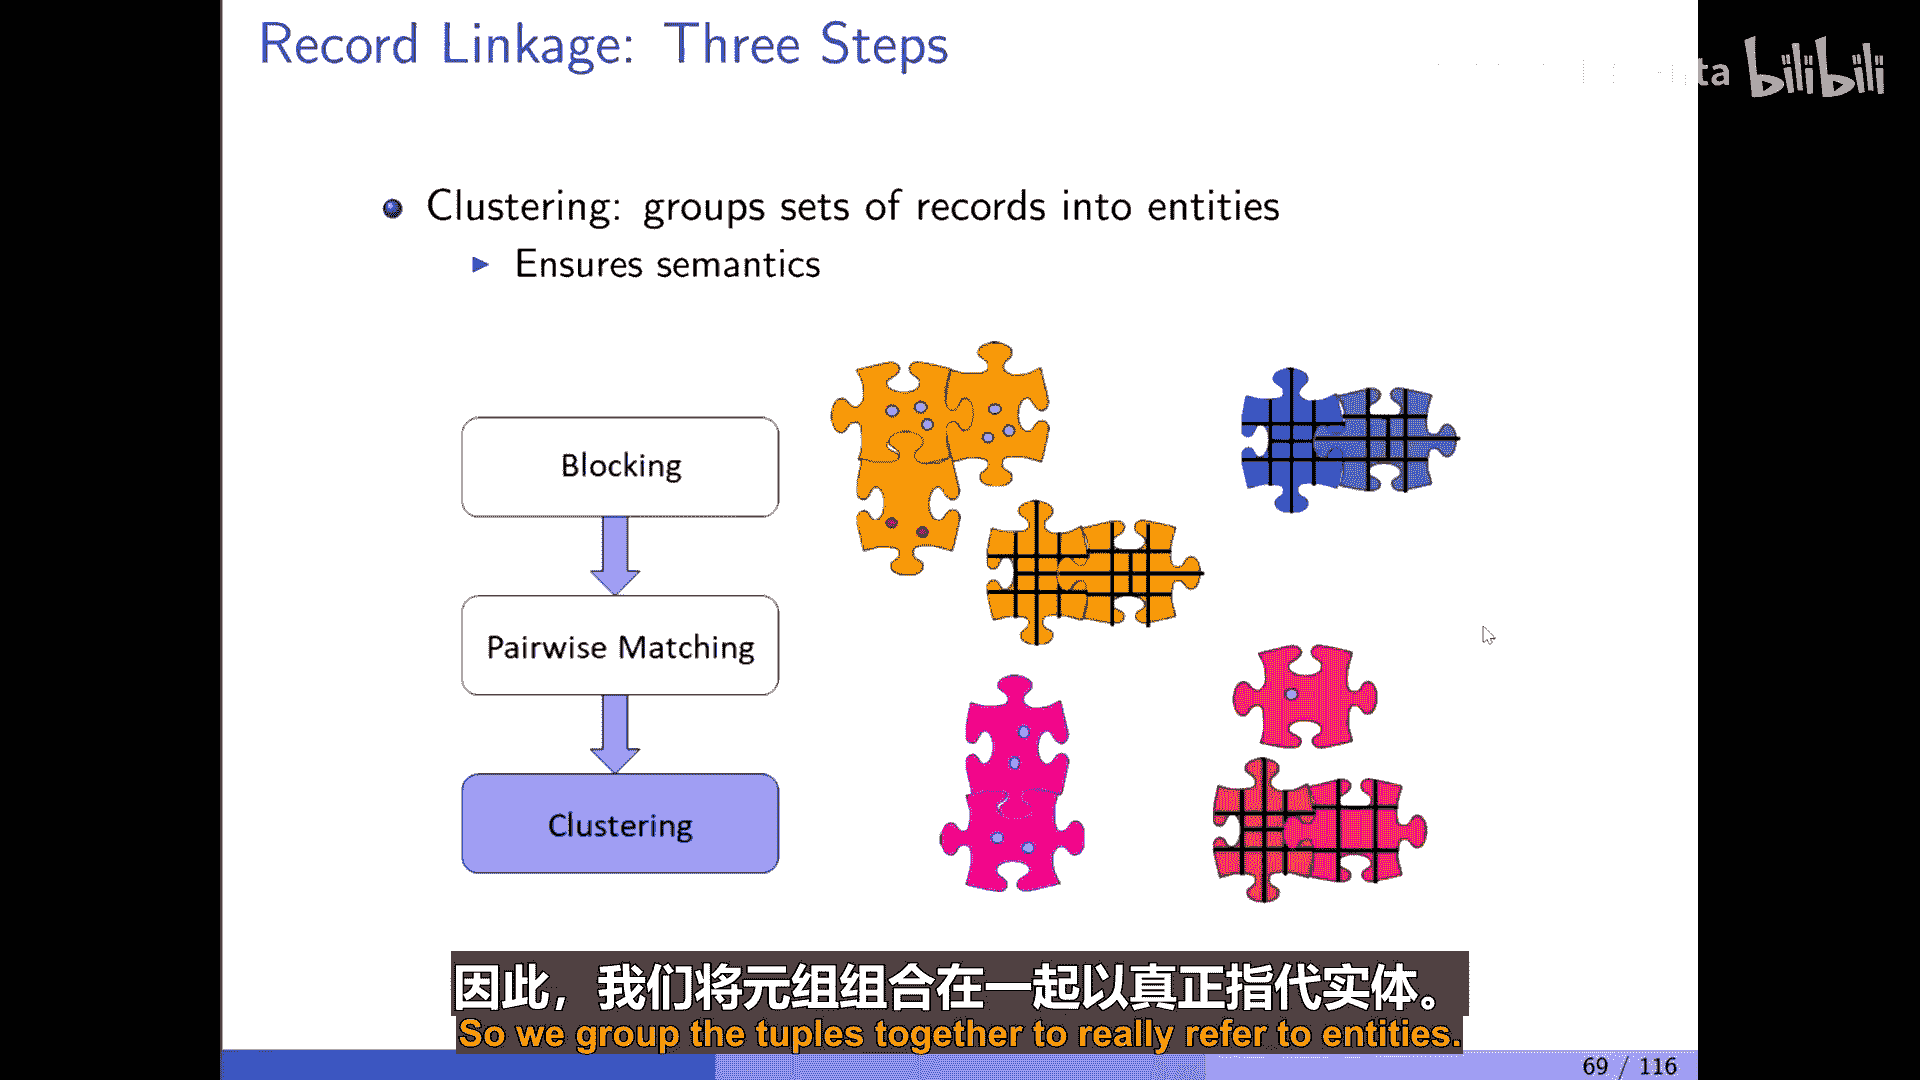 Record Linkage: Three Steps
ta bilibili
Clustering: groups sets of records into entities
Ensures semantics
Blocking
Pairwise Matching
Clustering
因此，我们将元组组合在一起以真正指代实体。
So we group the tuples together to really refer to entities.
69 / 116